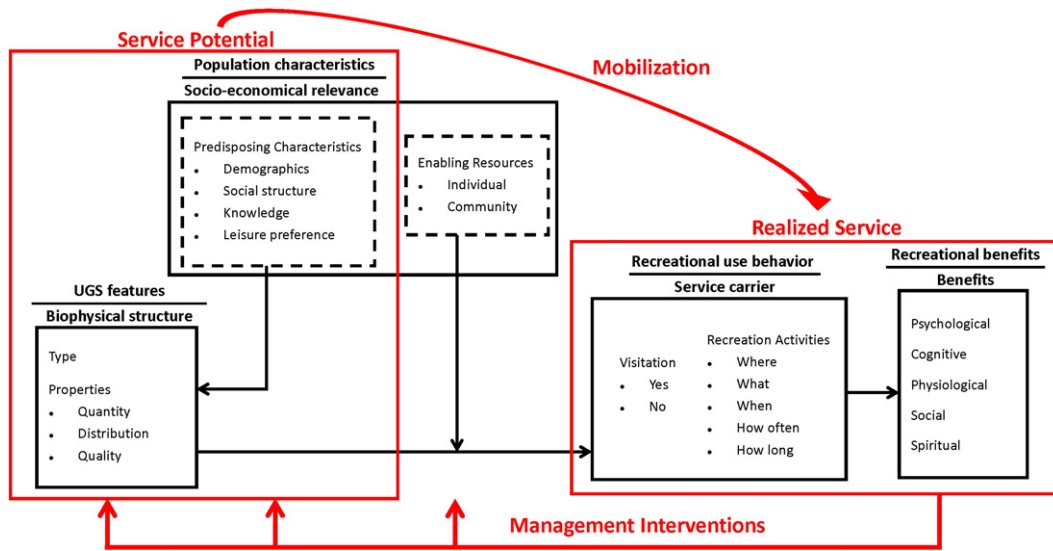 Service Potential
Mobilization
Population characteristics
Socio-economical relevance
Predisposing Characteristics
• Demographics
• Social structure
• Knowledge
• Leisure preference
Enabling Resources
• Individual
• Community
UGS features
Biophysical structure
Type
Properties
• Quantity
• Distribution
• Quality
Realized Service
Recreational use behavior
Service carrier
Visitation
• Yes
• No
Recreation Activities
• Where
• What
• When
• How often
• How long
Recreational benefits
Benefits
Psychological
Cognitive
Physiological
Social
Spiritual
Management Interventions